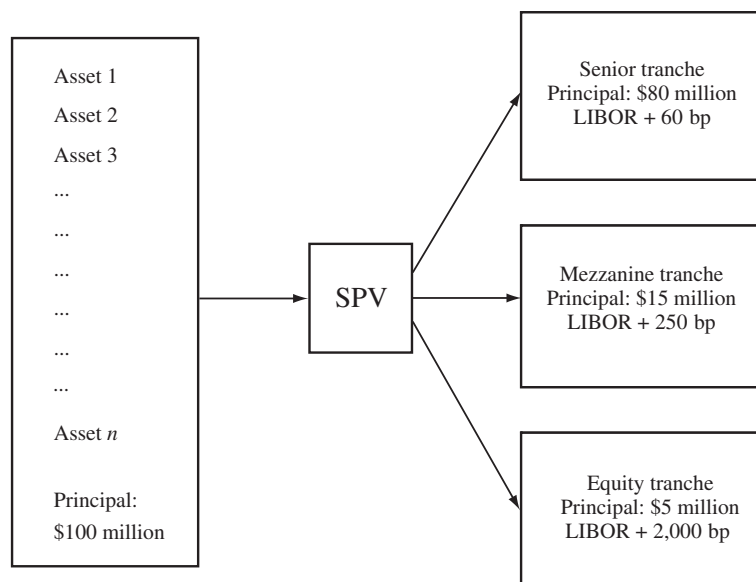 Asset 1
Asset 2
Asset 3
...
...
...
...
...
...
Asset n
Principal:
$100 million
SPV
Senior tranche
Principal: $80 million
LIBOR + 60 bp
Mezzanine tranche
Principal: $15 million
LIBOR + 250 bp
Equity tranche
Principal: $5 million
LIBOR + 2,000 bp